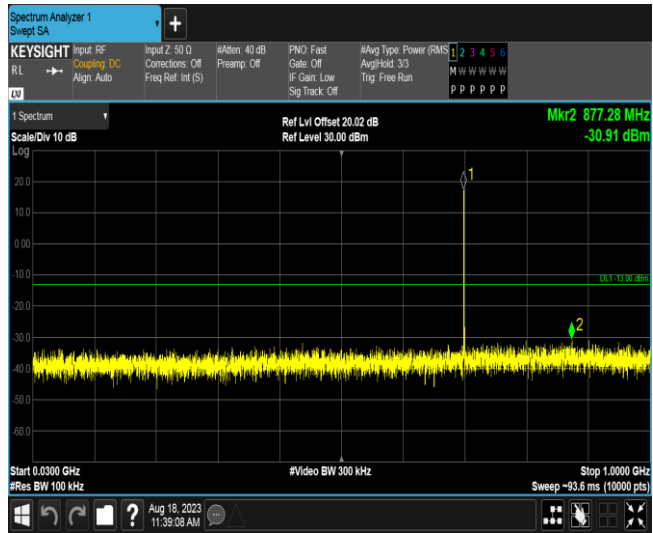 Spectrum Analyzer 1
Swept SA
+
KEYSIGHT Input: RF Input Z: 50 Ω #Atten: 40 dB PNO: Fast #Avg Type: Power (RMS 1 2 3 4 5 6
RL Coupling: DC Corrections: Off Preamp: Off Gate: Off Avg|Hold: 3/3 M W W W W W
Align: Auto Freq Ref: Int (S) IF Gain: Low Trig: Free Run
Sig Track: Off P P P P P P
LXI
1 Spectrum Ref Lvl Offset 20.02 dB Mkr2 877.28 MHz
Scale/Div 10 dB Ref Level 30.00 dBm -30.91 dBm
Log
1
20.0
10.0
0.00
-10.0
DL1 -13.00 dBm
-20.0
2
-30.0
-40.0
-50.0
-60.0
Start 0.0300 GHz #Video BW 300 kHz Stop 1.0000 GHz
#Res BW 100 kHz Sweep ~93.6 ms (10000 pts)
? Aug 18, 2023
11:39:08 AM